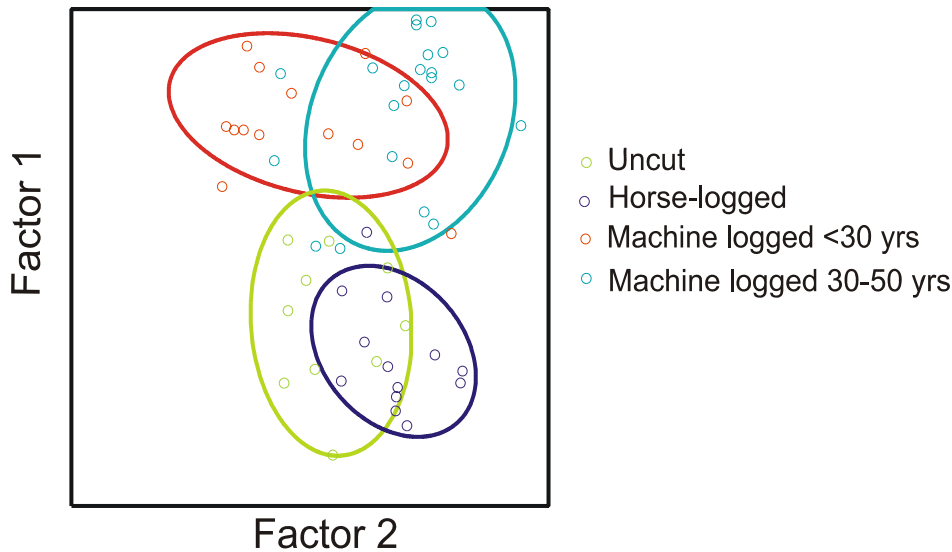 Factor 1
Factor 2
Uncut
Horse-logged
Machine logged <30 yrs
Machine logged 30-50 yrs